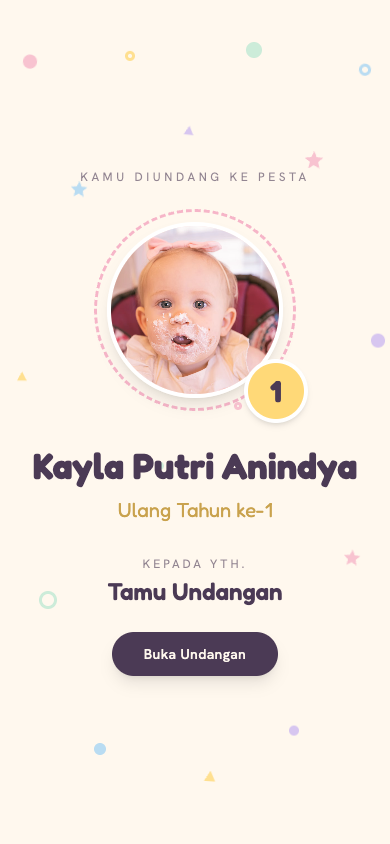 KAMU DIUNDANG KE PESTA
1
Kayla Putri Anindya
Ulang Tahun ke-1
KEPADA YTH.
Tamu Undangan
Buka Undangan